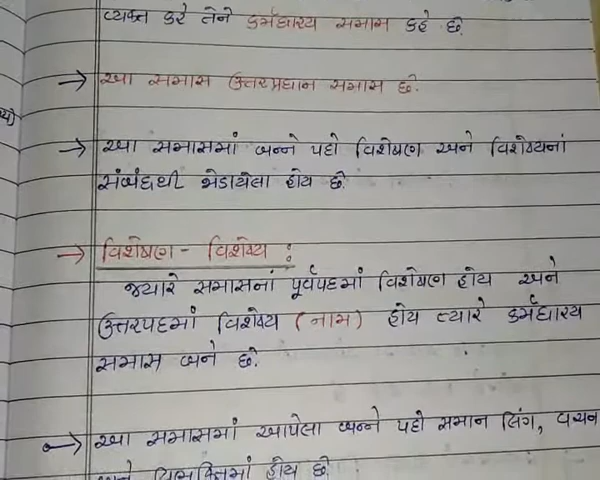 વ્યક્ત કરે તેને કર્મધારય સમાસ કહે છે.
→ આ સમાસ ઉત્તરપ્રધાન સમાસ છે.
→ આ સમાસમાં બન્ને પદો વિશેષણ અને વિશેષ્યનાં
સંબંધથી જોડાયેલા હોય છે.
→ વિશેષણ - વિશેષ્ય :
જ્યારે સમાસનાં પૂર્વપદમાં વિશેષણ હોય અને
ઉત્તરપદમાં વિશેષ્ય (નામ) હોય ત્યારે કર્મધારય
સમાસ બને છે.
→ આ સમાસમાં આપેલા બન્ને પદો સમાન લિંગ, વચન
અને વિભક્તિમાં હોય છે.